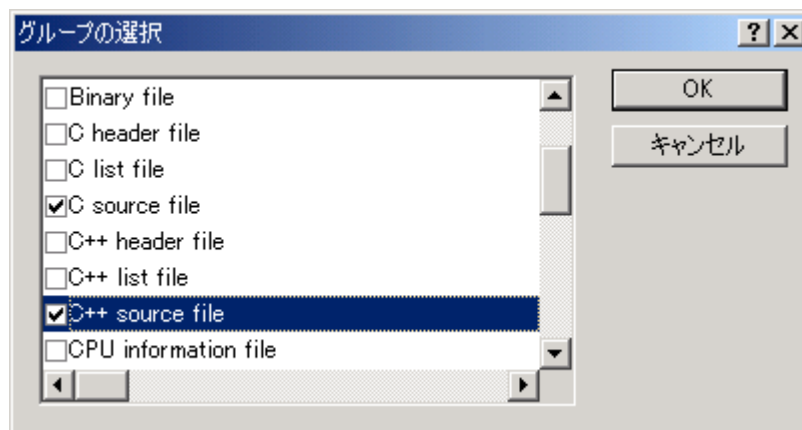 グループの選択
Binary file
C header file
C list file
C source file
C++ header file
C++ list file
C++ source file
CPU information file
OK
キャンセル